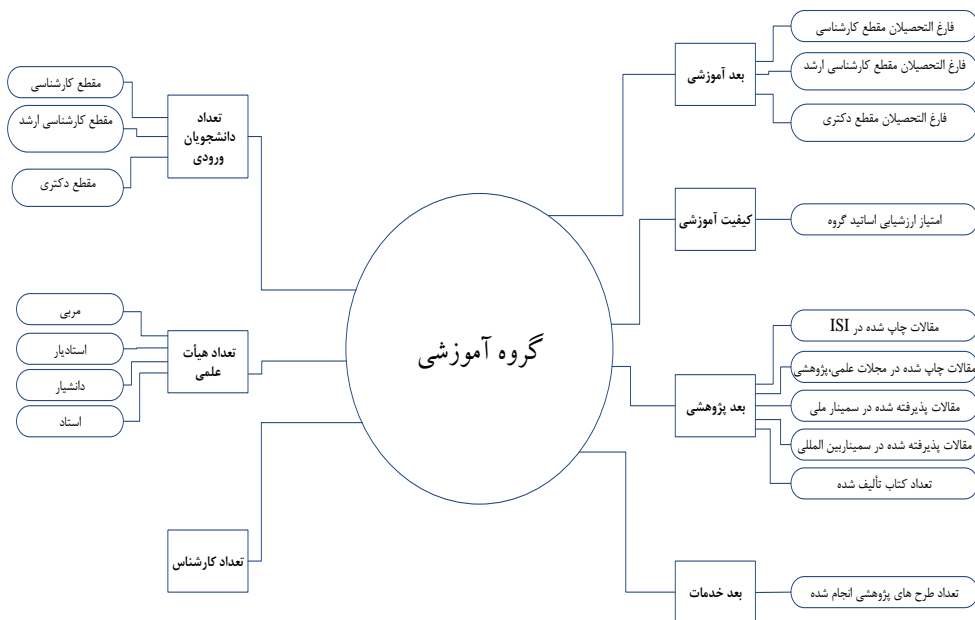 فارغ التحصیلان مقطع کارشناسی
فارغ التحصیلان مقطع کارشناسی ارشد
فارغ التحصیلان مقطع دکتری
بعد آموزشی
امتیاز ارزشیابی اساتید گروه
کیفیت آموزشی
مقالات چاپ شده در ISI
مقالات چاپ شده در مجلات علمی،پژوهشی
مقالات پذیرفته شده در سمینار ملی
مقالات پذیرفته شده در سمیناربین المللی
تعداد کتاب تألیف شده
بعد پژوهشی
تعداد طرح های پژوهشی انجام شده
بعد خدمات
گروه آموزشی
تعداد
دانشجویان
ورودی
مقطع کارشناسی
مقطع کارشناسی ارشد
مقطع دکتری
تعداد هیأت
علمی
مربی
استادیار
دانشیار
استاد
تعداد کارشناس